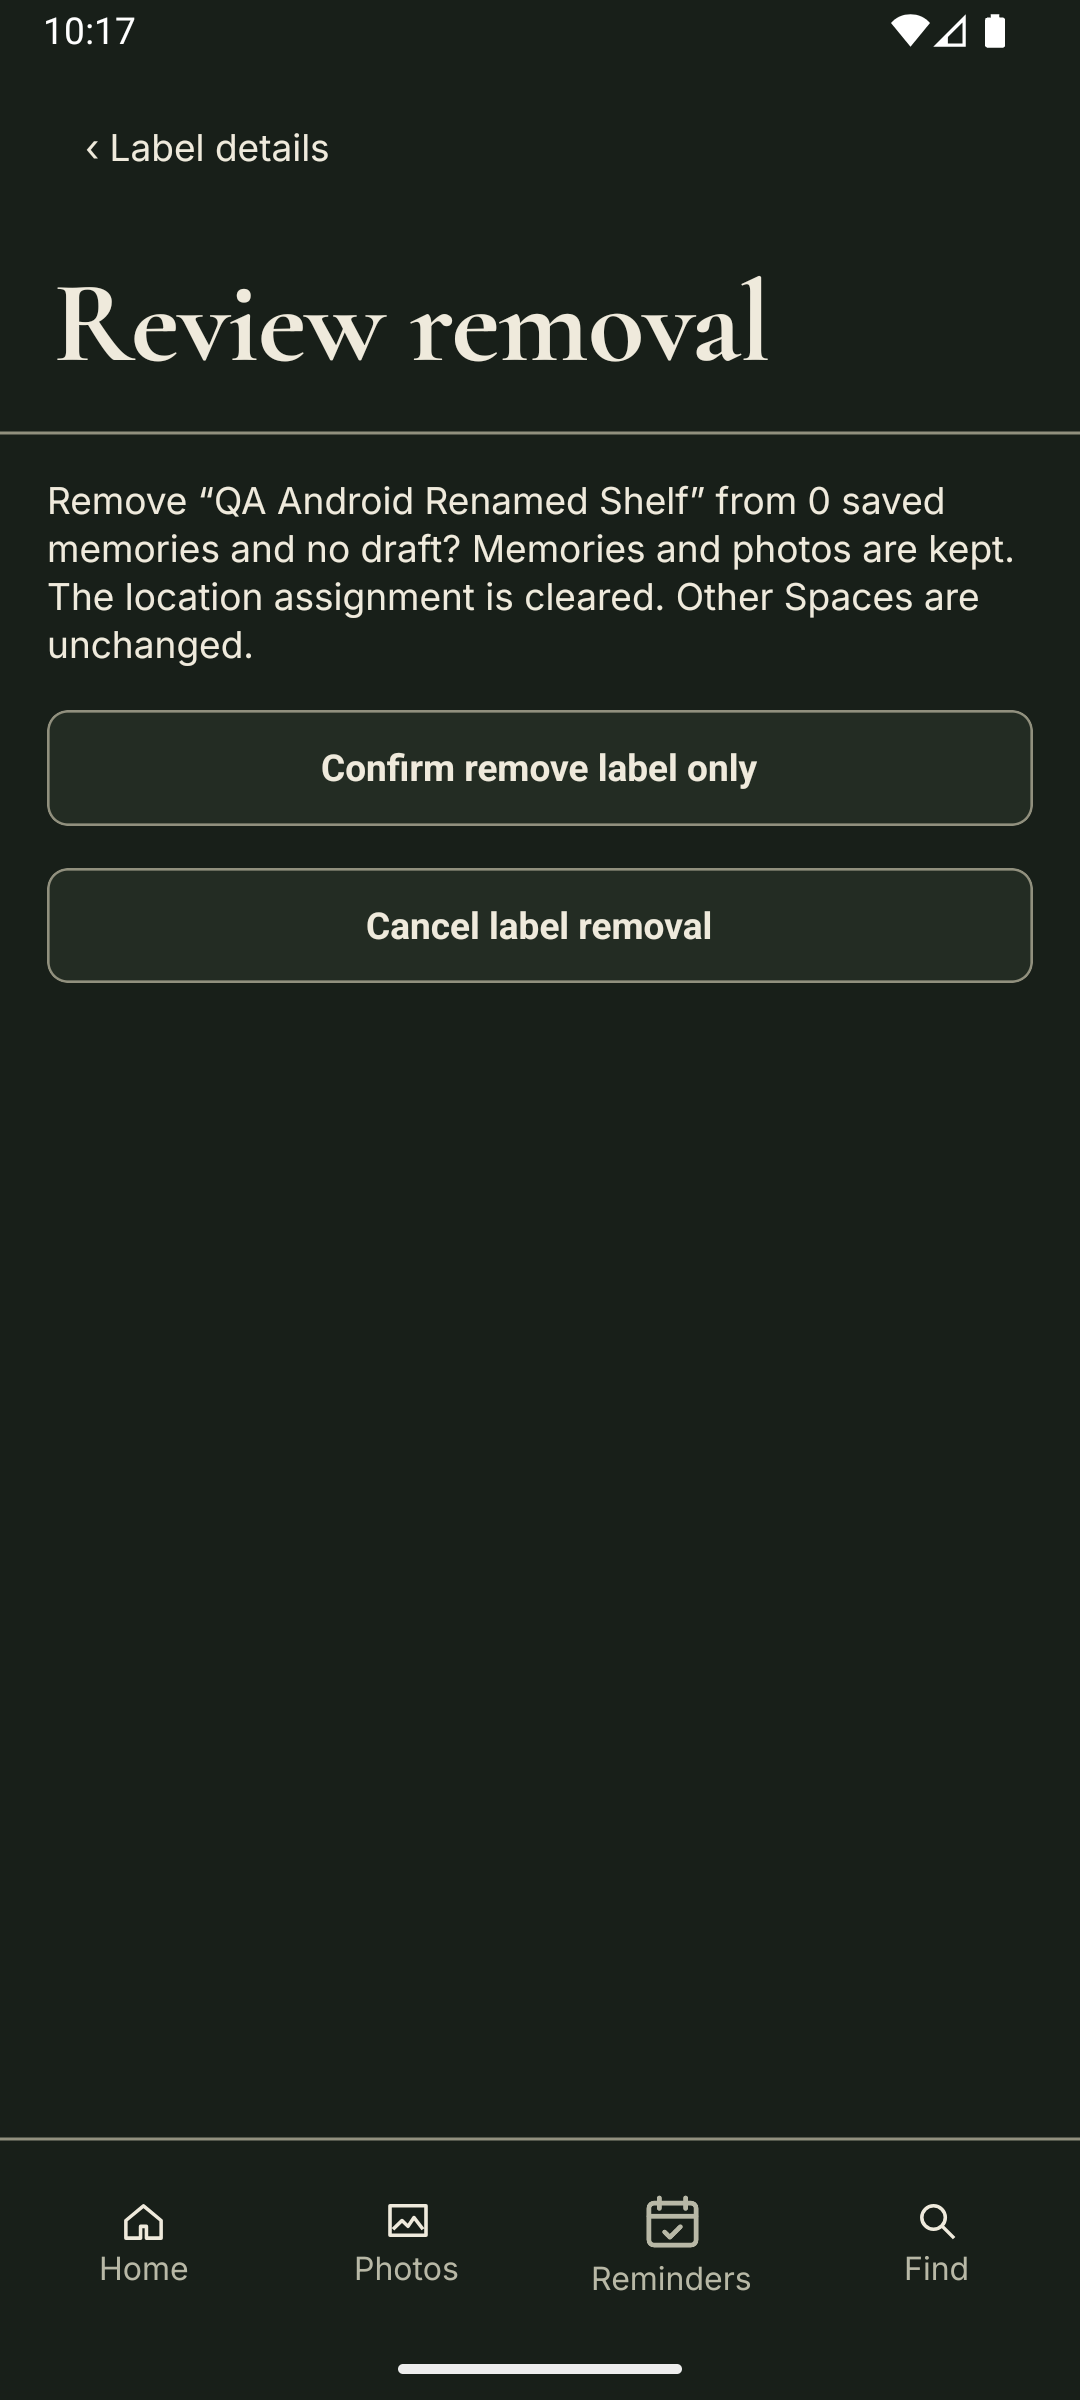 10:17
‹ Label details
Review removal
Remove “QA Android Renamed Shelf” from 0 saved
memories and no draft? Memories and photos are kept.
The location assignment is cleared. Other Spaces are
unchanged.
Confirm remove label only
Cancel label removal
Home
Photos
Reminders
Find